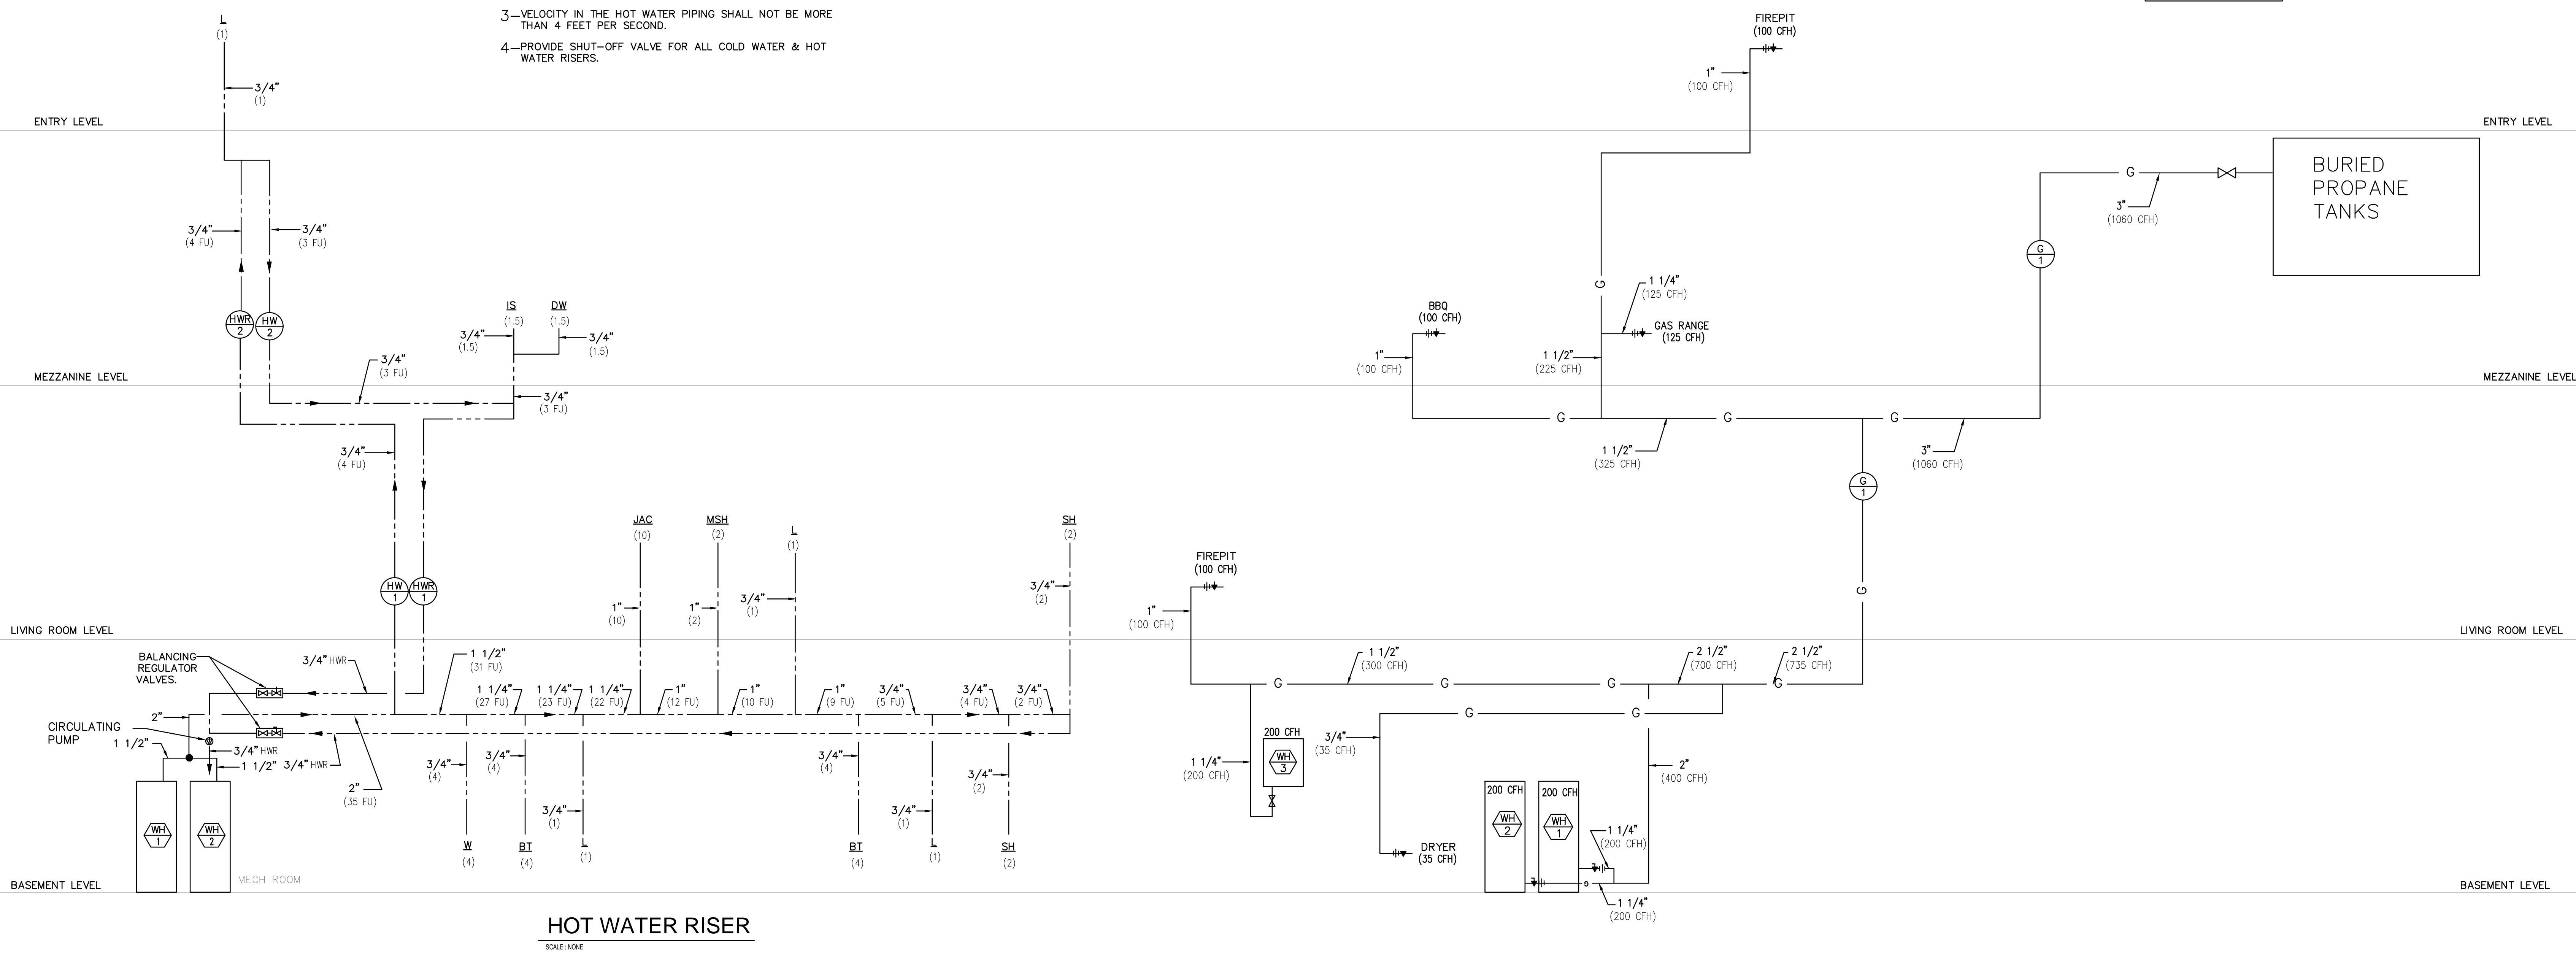 3—VELOCITY IN THE HOT WATER PIPING SHALL NOT BE MORE
THAN 4 FEET PER SECOND.
4—PROVIDE SHUT-OFF VALVE FOR ALL COLD WATER & HOT
WATER RISERS.
L
(1)
3/4"
(1)
ENTRY LEVEL
3/4"
(4 FU)
3/4"
(3 FU)
HWR
2
HW
2
IS
(1.5)
DW
(1.5)
3/4"
(1.5)
3/4"
(1.5)
3/4"
(3 FU)
MEZZANINE LEVEL
3/4"
(3 FU)
3/4"
(4 FU)
HW
1
HWR
1
JAC
(10)
MSH
(2)
L
(1)
SH
(2)
1"
(10)
1"
(2)
3/4"
(1)
3/4"
(2)
LIVING ROOM LEVEL
BALANCING
REGULATOR
VALVES.
3/4" HWR
1 1/2"
(31 FU)
1 1/4"
(27 FU)
1 1/4"
(23 FU)
1 1/4"
(22 FU)
1"
(12 FU)
1"
(10 FU)
1"
(9 FU)
3/4"
(5 FU)
3/4"
(4 FU)
3/4"
(2 FU)
2"
CIRCULATING
PUMP
1 1/2"
3/4" HWR
1 1/2"
3/4" HWR
2"
(35 FU)
3/4"
(4)
3/4"
(4)
3/4"
(1)
3/4"
(4)
3/4"
(1)
3/4"
(2)
WH
1
WH
2
W
(4)
BT
(4)
L
(1)
BT
(4)
L
(1)
SH
(2)
MECH ROOM
BASEMENT LEVEL
HOT WATER RISER
SCALE : NONE
FIREPIT
(100 CFH)
1"
(100 CFH)
ENTRY LEVEL
BURIED
PROPANE
TANKS
G
3"
(1060 CFH)
G
1
G
1 1/4"
(125 CFH)
BBQ
(100 CFH)
GAS RANGE
(125 CFH)
1"
(100 CFH)
1 1/2"
(225 CFH)
MEZZANINE LEVEL
G
G
G
1 1/2"
(325 CFH)
3"
(1060 CFH)
G
1
FIREPIT
(100 CFH)
G
1"
(100 CFH)
LIVING ROOM LEVEL
1 1/2"
(300 CFH)
2 1/2"
(700 CFH)
2 1/2"
(735 CFH)
G
G
G
G
G
G
3/4"
(35 CFH)
200 CFH
WH
3
1 1/4"
(200 CFH)
2"
(400 CFH)
200 CFH
200 CFH
WH
2
WH
1
1 1/4"
(200 CFH)
DRYER
(35 CFH)
G
1 1/4"
(200 CFH)
BASEMENT LEVEL